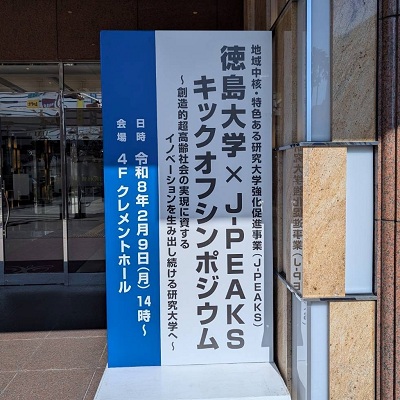 地域中核・特色ある研究大学強化促進事業(J-PEAKS)
徳島大学×J-PEAKS
キックオフシンポジウム
～創造的超高齢社会の実現に資する
イノベーションを生み出し続ける研究大学へ～
日時 令和8年2月9日(月) 14時～
会場 4F クレメントホール